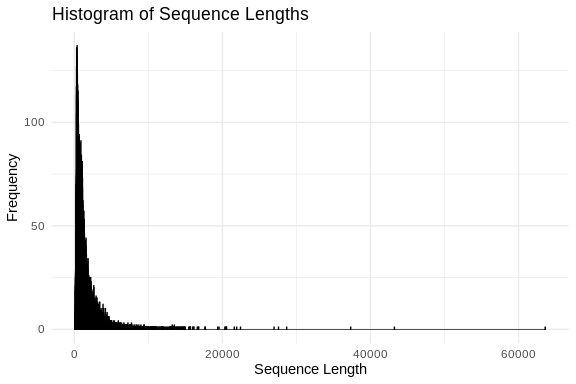 Histogram of Sequence Lengths
Frequency
100
50
0
0 20000 40000 60000
Sequence Length